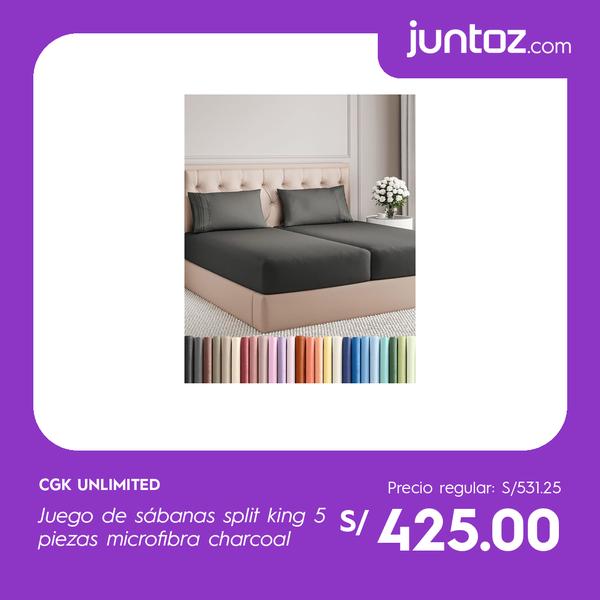 juntoz.com
CGK UNLIMITED
Juego de sábanas split king 5
piezas microfibra charcoal
Precio regular: S/531.25
S/ 425.00